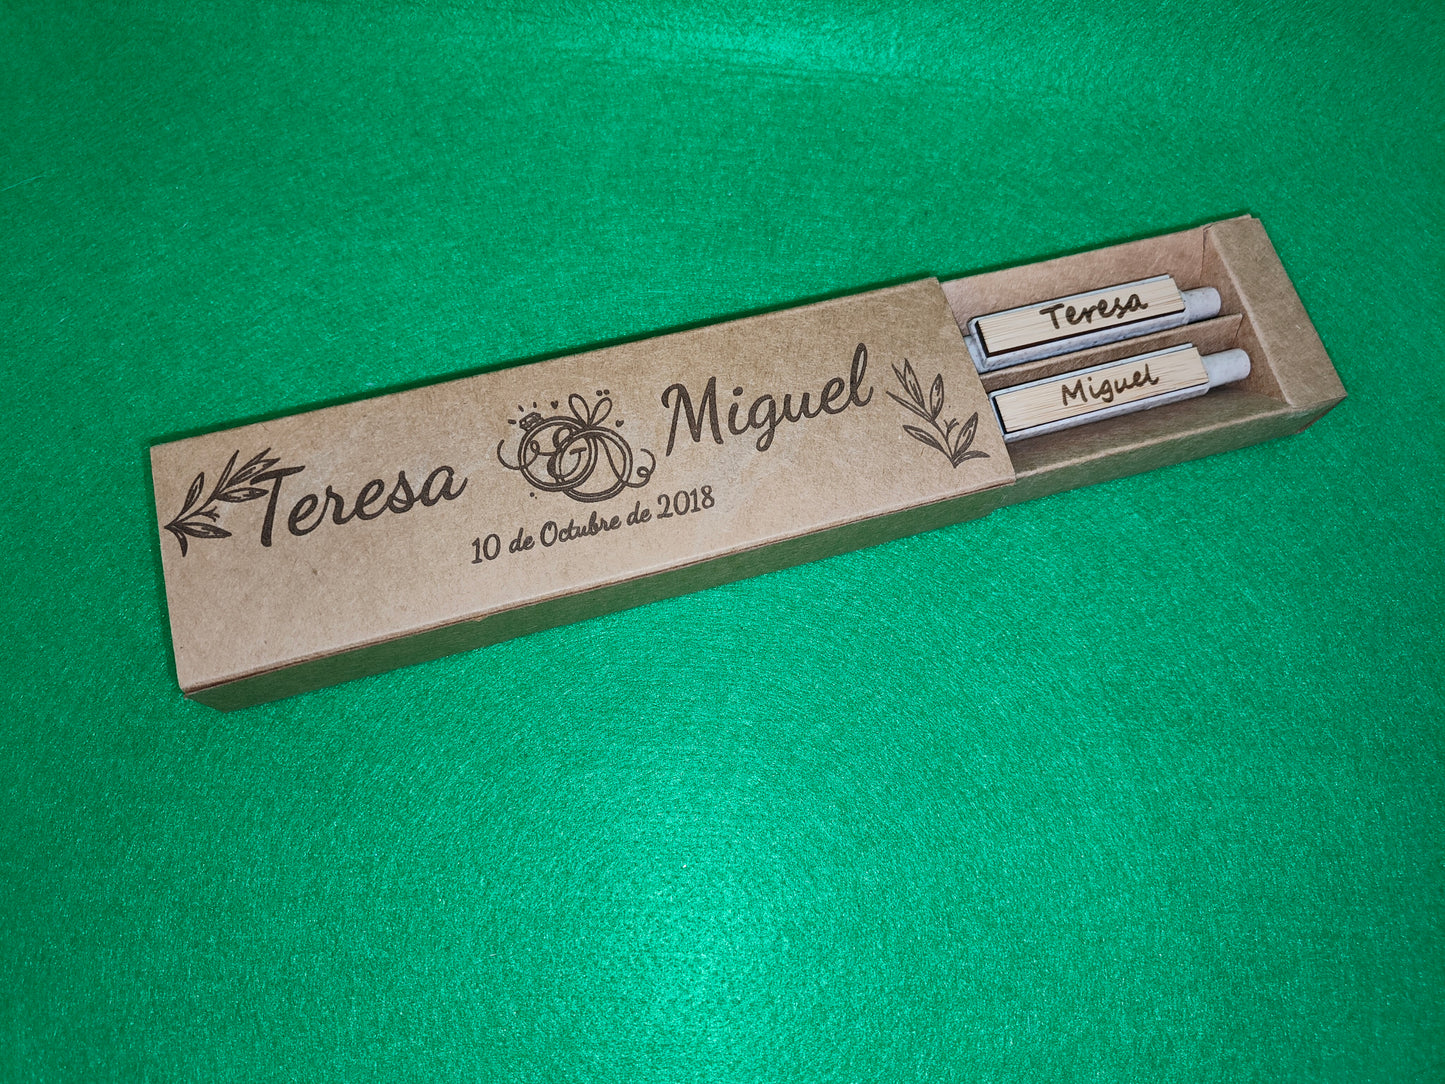 Teresa & Miguel
10 de Octubre de 2018
Teresa
Miguel